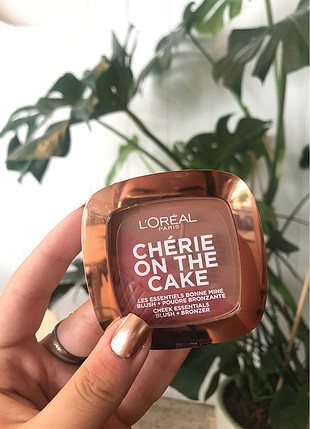 L'ORÉAL
PARIS
CHÉRIE
ON THE
CAKE
LES ESSENTIELS BONNE MINE
BLUSH + POUDRE BRONZANTE
CHEEK ESSENTIALS
BLUSH + BRONZER